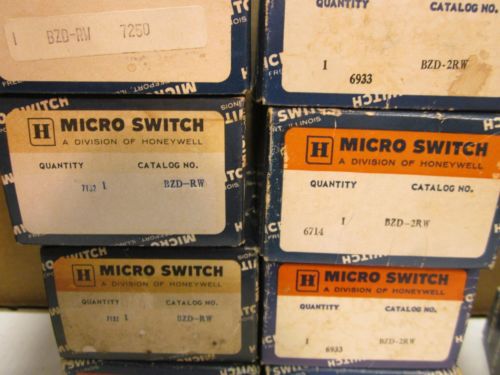 1 BZD-RW 7250
FREEPORT, ILLINOIS
QUANTITY CATALOG NO.
1 6933 BZD-2RW
H MICRO SWITCH
A DIVISION OF HONEYWELL
QUANTITY CATALOG NO.
1 BZD-RW
H MICRO SWITCH
A DIVISION OF HONEYWELL
QUANTITY CATALOG NO.
6714 1 BZD-2RW
H MICRO SWITCH
A DIVISION OF HONEYWELL
QUANTITY CATALOG NO.
1 BZD-RW
H MICRO SWITCH
A DIVISION OF HONEYWELL
QUANTITY CATALOG NO.
1 6933 BZD-2RW